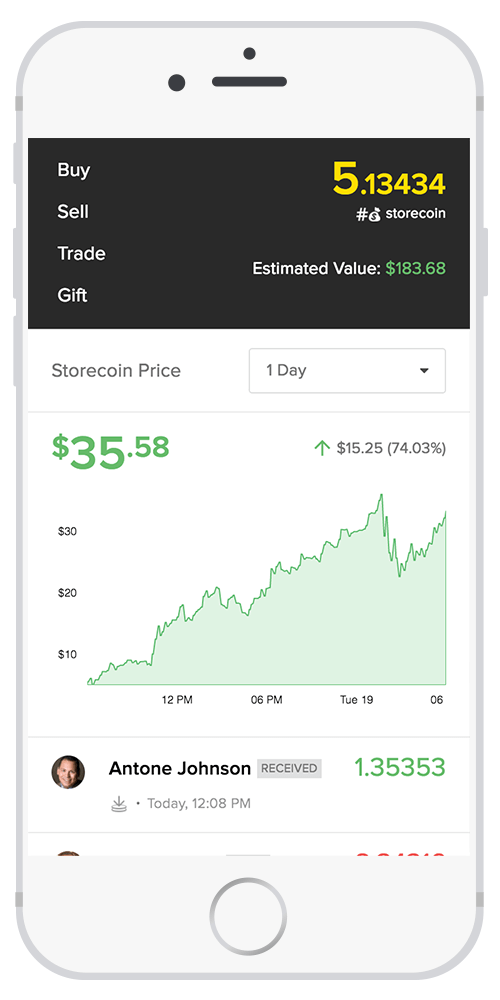 Buy
Sell
Trade
Gift
5.13434
# storecoin
Estimated Value: $183.68
Storecoin Price
1 Day
$35.58
$15.25 (74.03%)
$30
$20
$10
12 PM 06 PM Tue 19 06
Antone Johnson RECEIVED 1.35353
• Today, 12:08 PM